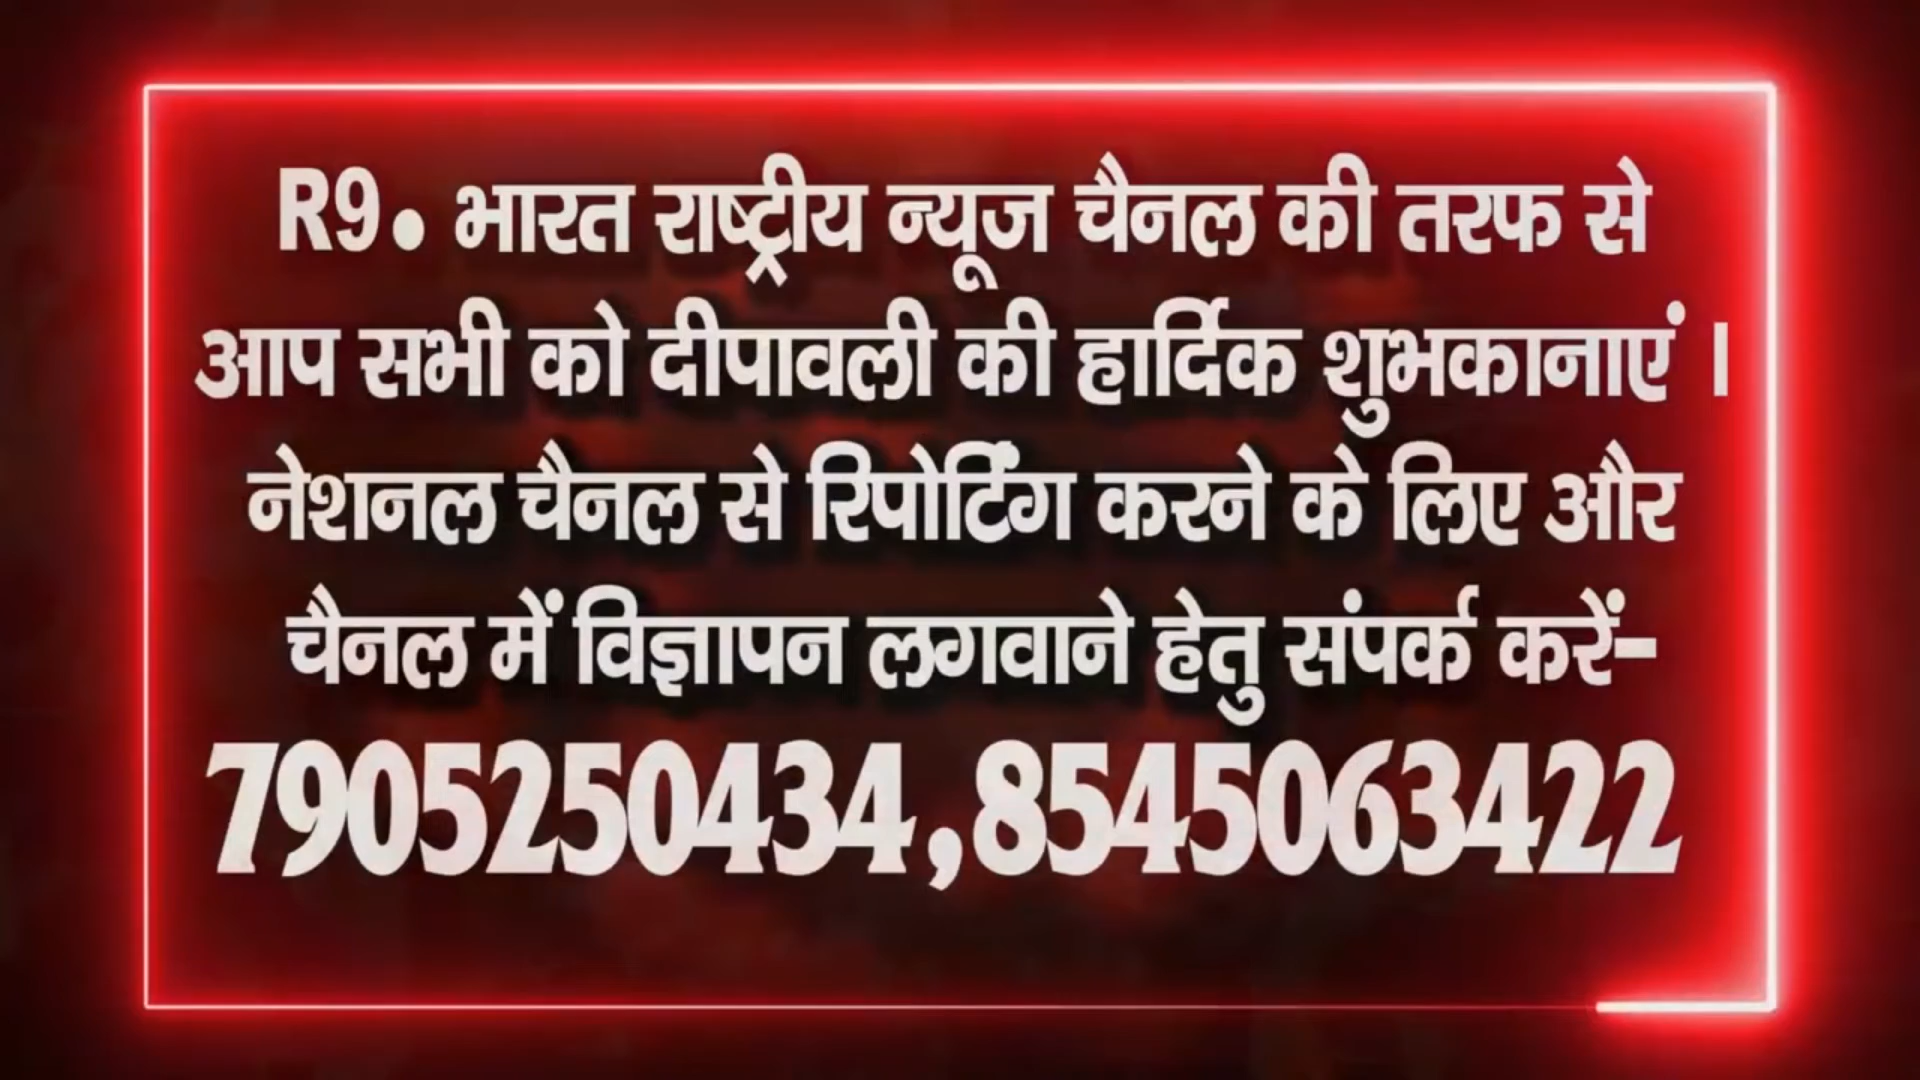 R9. भारत राष्ट्रीय न्यूज चैनल की तरफ से
आप सभी को दीपावली की हार्दिक शुभकानाएं ।
नेशनल चैनल से रिपोर्टिंग करने के लिए और
चैनल में विज्ञापन लगवाने हेतु संपर्क करें-
7905250434,8545063422